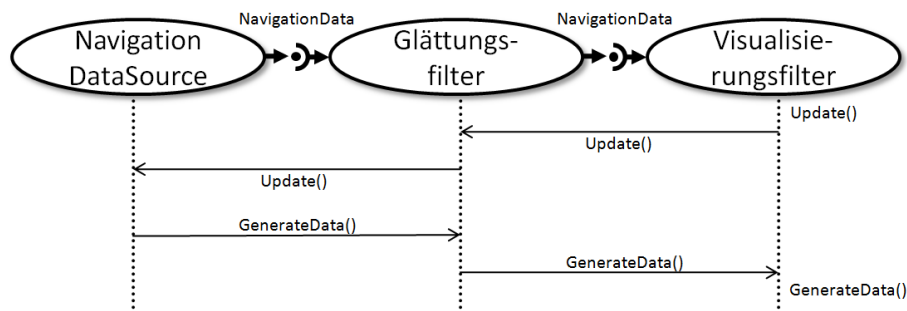 NavigationData
NavigationData
Navigation
DataSource
Glättungs-
filter
Visualisie-
rungsfilter
Update()
Update()
Update()
GenerateData()
GenerateData()
GenerateData()